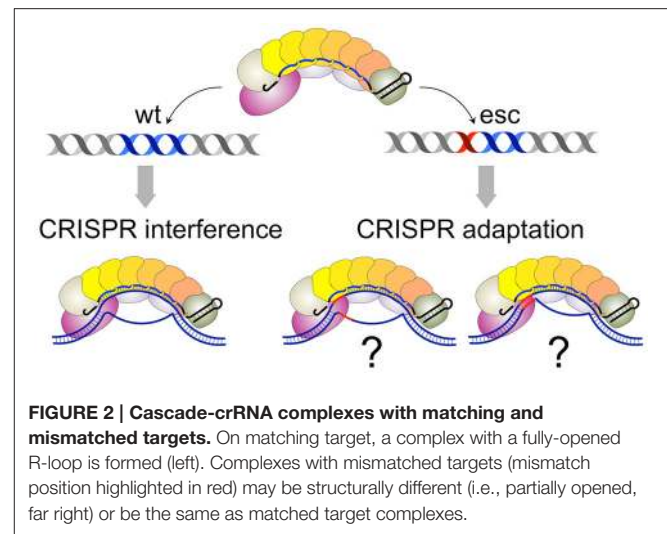 wt
esc
CRISPR interference
CRISPR adaptation
?
?
FIGURE 2 | Cascade-crRNA complexes with matching and
mismatched targets. On matching target, a complex with a fully-opened
R-loop is formed (left). Complexes with mismatched targets (mismatch
position highlighted in red) may be structurally different (i.e., partially opened,
far right) or be the same as matched target complexes.